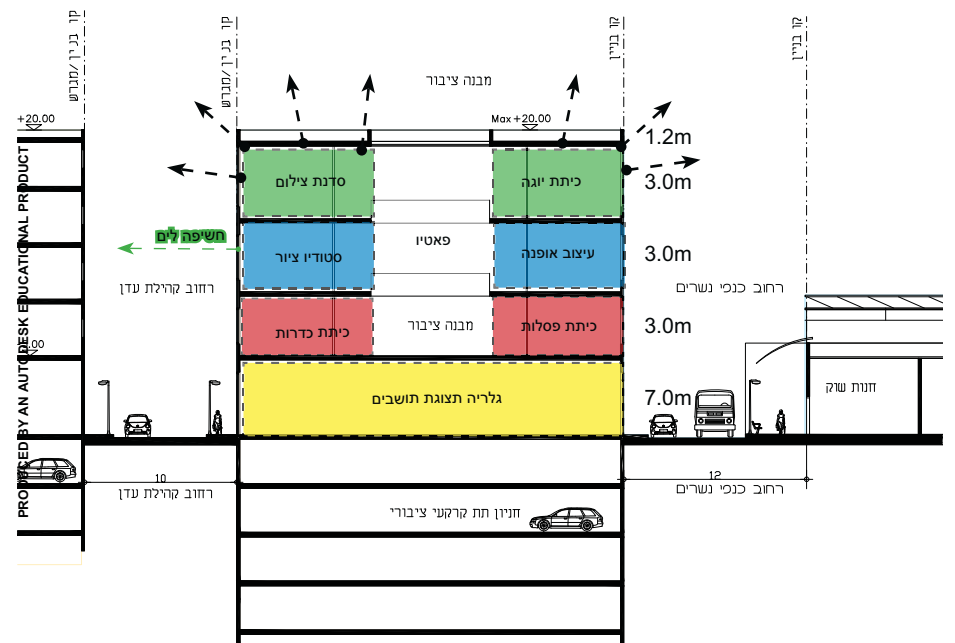 קו בנין/מגרש
קו בנין/מגרש
קו בניין
קו בניין
מבנה ציבור
+20.00
Max +20.00
1.2m
סדנת צילום
כיתת יוגה
3.0m
חשיפה לים
סטודיו ציור
פאטיו
עיצוב אופנה
3.0m
רחוב קהילת עדן
רחוב כנפי נשרים
כיתת כדרות
מבנה ציבור
כיתת פסלות
3.0m
חנות שוק
גלריה תצוגת תושבים
7.0m
10
רחוב קהילת עדן
12
רחוב כנפי נשרים
חניון תת קרקעי ציבורי
PRODUCED BY AN AUTODESK EDUCATIONAL PRODUCT